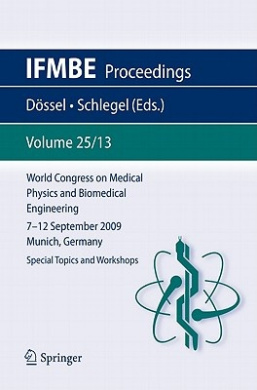 IFMBE Proceedings
Dössel · Schlegel (Eds.)
Volume 25/13
World Congress on Medical
Physics and Biomedical
Engineering
7–12 September 2009
Munich, Germany
Special Topics and Workshops
Springer